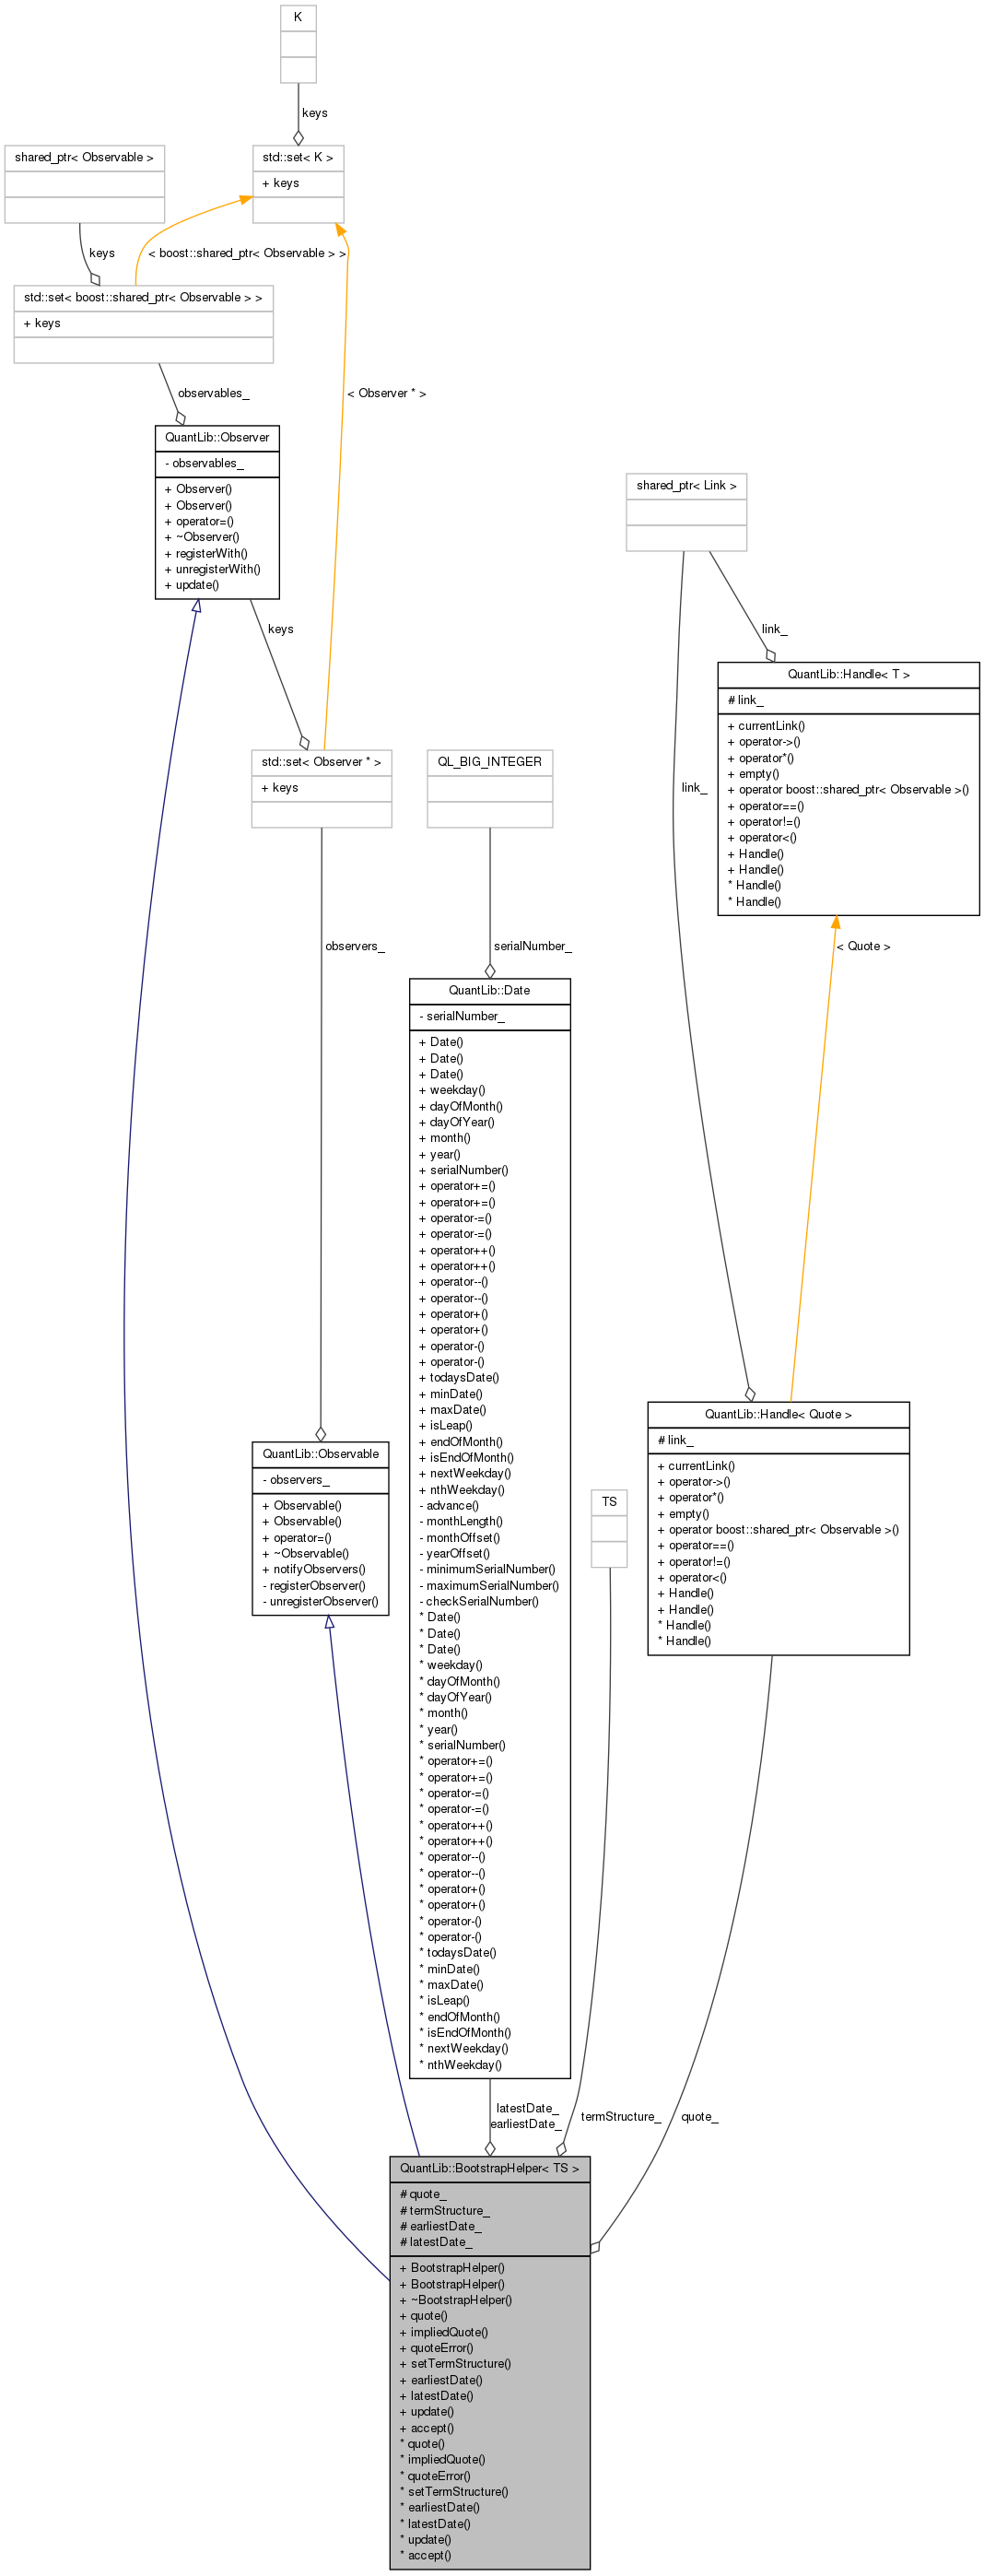 K
keys
shared_ptr< Observable >
std::set< K >
+ keys
keys
< boost::shared_ptr< Observable > >
std::set< boost::shared_ptr< Observable > >
+ keys
observables_
< Observer * >
QuantLib::Observer
- observables_
+ Observer()
+ Observer()
+ operator=()
+ ~Observer()
+ registerWith()
+ unregisterWith()
+ update()
shared_ptr< Link >
keys
link_
QuantLib::Handle< T >
# link_
+ currentLink()
+ operator->()
+ operator*()
+ empty()
+ operator boost::shared_ptr< Observable >()
+ operator==()
+ operator!=()
+ operator<()
+ Handle()
+ Handle()
* Handle()
* Handle()
std::set< Observer * >
+ keys
QL_BIG_INTEGER
link_
observers_
serialNumber_
< Quote >
QuantLib::Date
- serialNumber_
+ Date()
+ Date()
+ Date()
+ weekday()
+ dayOfMonth()
+ dayOfYear()
+ month()
+ year()
+ serialNumber()
+ operator+=()
+ operator+=()
+ operator-=()
+ operator-=()
+ operator++()
+ operator++()
+ operator--()
+ operator--()
+ operator+()
+ operator+()
+ operator-()
+ operator-()
+ todaysDate()
+ minDate()
+ maxDate()
+ isLeap()
+ endOfMonth()
+ isEndOfMonth()
+ nextWeekday()
+ nthWeekday()
- advance()
- monthLength()
- monthOffset()
- yearOffset()
- minimumSerialNumber()
- maximumSerialNumber()
- checkSerialNumber()
* Date()
* Date()
* Date()
* weekday()
* dayOfMonth()
* dayOfYear()
* month()
* year()
* serialNumber()
* operator+=()
* operator+=()
* operator-=()
* operator-=()
* operator++()
* operator++()
* operator--()
* operator--()
* operator+()
* operator+()
* operator-()
* operator-()
* todaysDate()
* minDate()
* maxDate()
* isLeap()
* endOfMonth()
* isEndOfMonth()
* nextWeekday()
* nthWeekday()
QuantLib::Observable
- observers_
+ Observable()
+ Observable()
+ operator=()
+ ~Observable()
+ notifyObservers()
- registerObserver()
- unregisterObserver()
TS
QuantLib::Handle< Quote >
# link_
+ currentLink()
+ operator->()
+ operator*()
+ empty()
+ operator boost::shared_ptr< Observable >()
+ operator==()
+ operator!=()
+ operator<()
+ Handle()
+ Handle()
* Handle()
* Handle()
latestDate_
earliestDate_
termStructure_
quote_
QuantLib::BootstrapHelper< TS >
# quote_
# termStructure_
# earliestDate_
# latestDate_
+ BootstrapHelper()
+ BootstrapHelper()
+ ~BootstrapHelper()
+ quote()
+ impliedQuote()
+ quoteError()
+ setTermStructure()
+ earliestDate()
+ latestDate()
+ update()
+ accept()
* quote()
* impliedQuote()
* quoteError()
* setTermStructure()
* earliestDate()
* latestDate()
* update()
* accept()